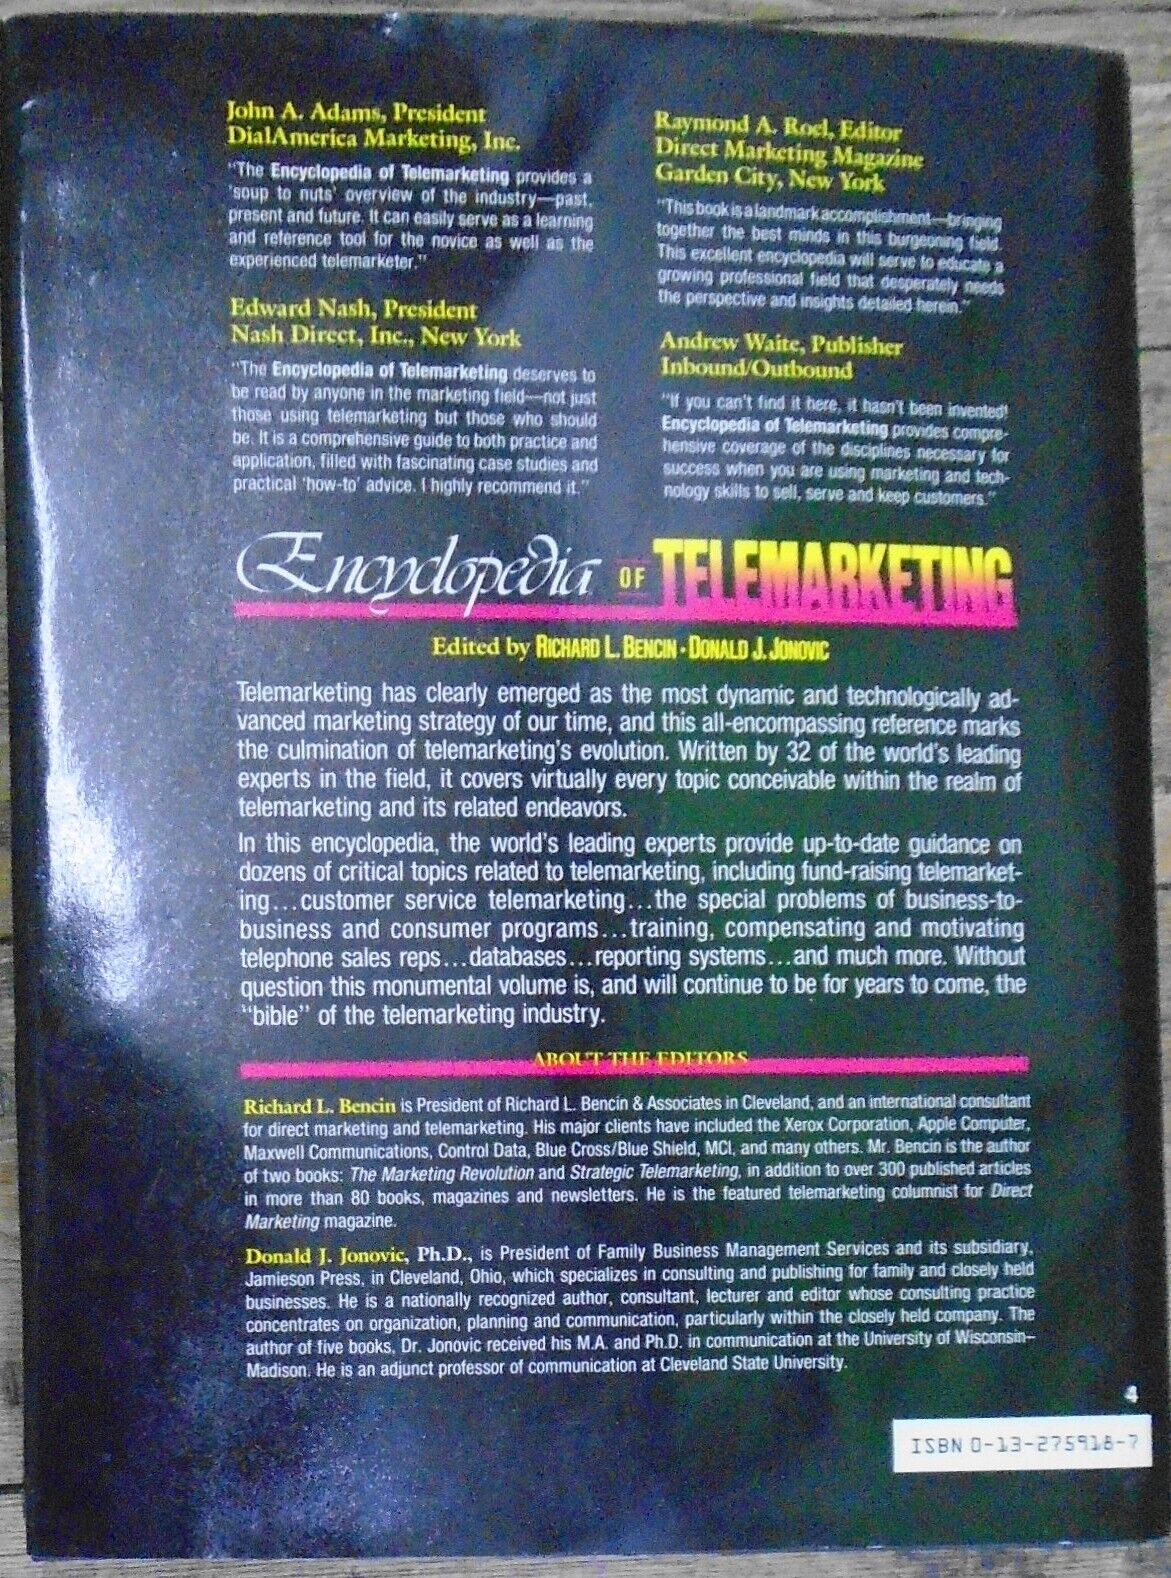 John A. Adams, President
DialAmerica Marketing, Inc.
"The Encyclopedia of Telemarketing provides a
'soup to nuts' overview of the industry—past,
present and future. It can easily serve as a learning
and reference tool for the novice as well as the
experienced telemarketer."
Edward Nash, President
Nash Direct, Inc., New York
"The Encyclopedia of Telemarketing deserves to
be read by anyone in the marketing field—not just
those using telemarketing but those who should
be. It is a comprehensive guide to both practice and
application, filled with fascinating case studies and
practical 'how-to' advice. I highly recommend it."
Raymond A. Roel, Editor
Direct Marketing Magazine
Garden City, New York
"This book is a landmark accomplishment—bringing
together the best minds in this burgeoning field.
This excellent encyclopedia will serve to educate a
growing professional field that desperately needs
the perspective and insights detailed herein."
Andrew Waite, Publisher
Inbound/Outbound
"If you can't find it here, it hasn't been invented!
Encyclopedia of Telemarketing provides compre-
hensive coverage of the disciplines necessary for
success when you are using marketing and tech-
nology skills to sell, serve and keep customers."
Encyclopedia OF TELEMARKETING
Edited by RICHARD L. BENCIN • DONALD J. JONOVIC
Telemarketing has clearly emerged as the most dynamic and technologically ad-
vanced marketing strategy of our time, and this all-encompassing reference marks
the culmination of telemarketing's evolution. Written by 32 of the world's leading
experts in the field, it covers virtually every topic conceivable within the realm of
telemarketing and its related endeavors.
In this encyclopedia, the world's leading experts provide up-to-date guidance on
dozens of critical topics related to telemarketing, including fund-raising telemarket-
ing...customer service telemarketing...the special problems of business-to-
business and consumer programs...training, compensating and motivating
telephone sales reps...databases...reporting systems...and much more. Without
question this monumental volume is, and will continue to be for years to come, the
"bible" of the telemarketing industry.
ABOUT THE EDITORS
Richard L. Bencin is President of Richard L. Bencin & Associates in Cleveland, and an international consultant
for direct marketing and telemarketing. His major clients have included the Xerox Corporation, Apple Computer,
Maxwell Communications, Control Data, Blue Cross/Blue Shield, MCI, and many others. Mr. Bencin is the author
of two books: The Marketing Revolution and Strategic Telemarketing, in addition to over 300 published articles
in more than 80 books, magazines and newsletters. He is the featured telemarketing columnist for Direct
Marketing magazine.
Donald J. Jonovic, Ph.D., is President of Family Business Management Services and its subsidiary,
Jamieson Press, in Cleveland, Ohio, which specializes in consulting and publishing for family and closely held
businesses. He is a nationally recognized author, consultant, lecturer and editor whose consulting practice
concentrates on organization, planning and communication, particularly within the closely held company. The
author of five books, Dr. Jonovic received his M.A. and Ph.D. in communication at the University of Wisconsin–
Madison. He is an adjunct professor of communication at Cleveland State University.
4
ISBN 0-13-275918-7